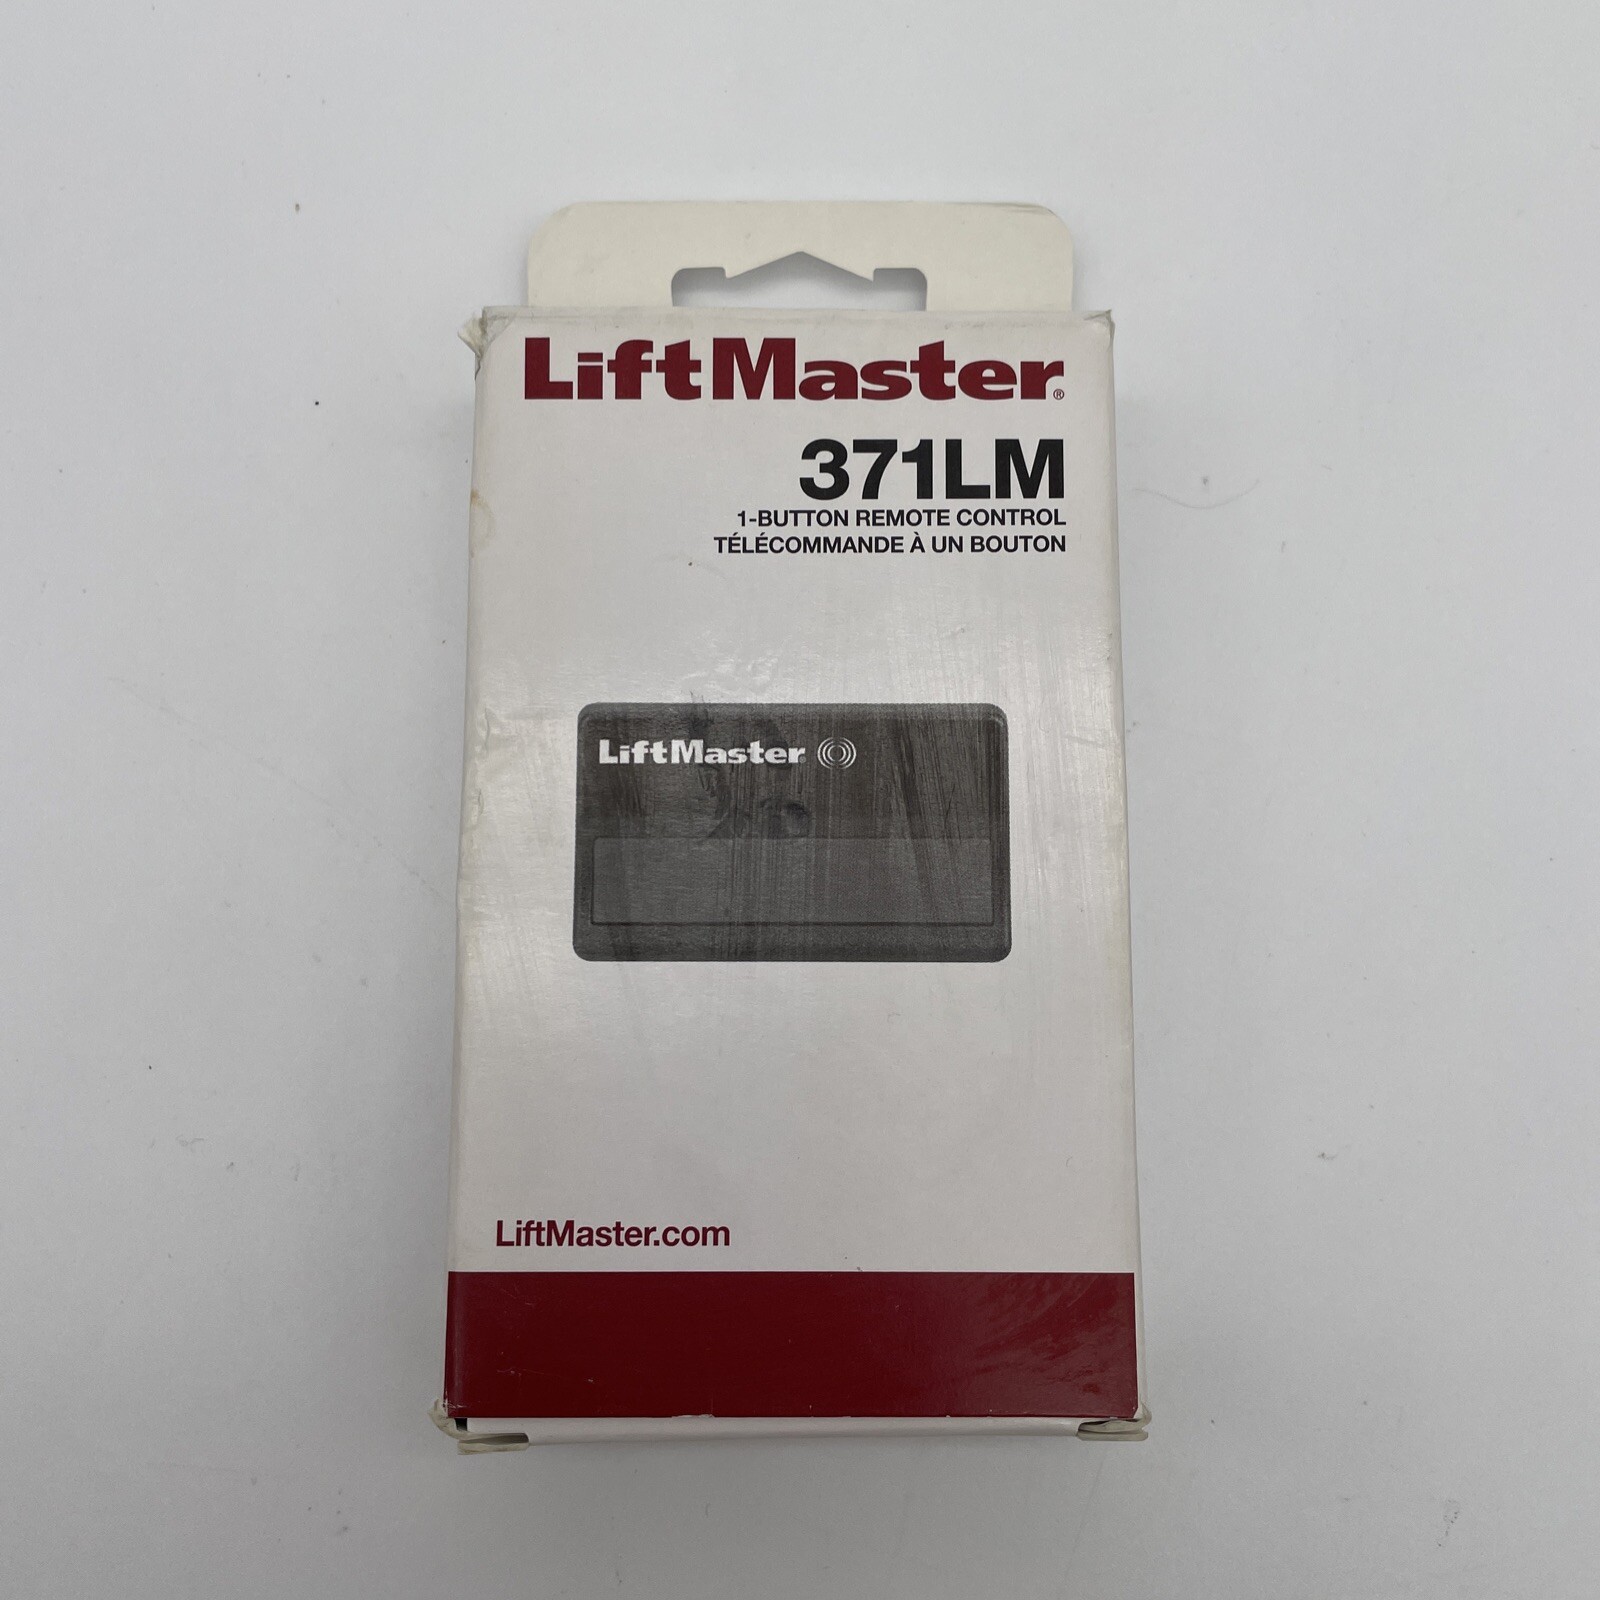 LiftMaster®
371LM
1-BUTTON REMOTE CONTROL
TÉLÉCOMMANDE À UN BOUTON
LiftMaster
LiftMaster.com